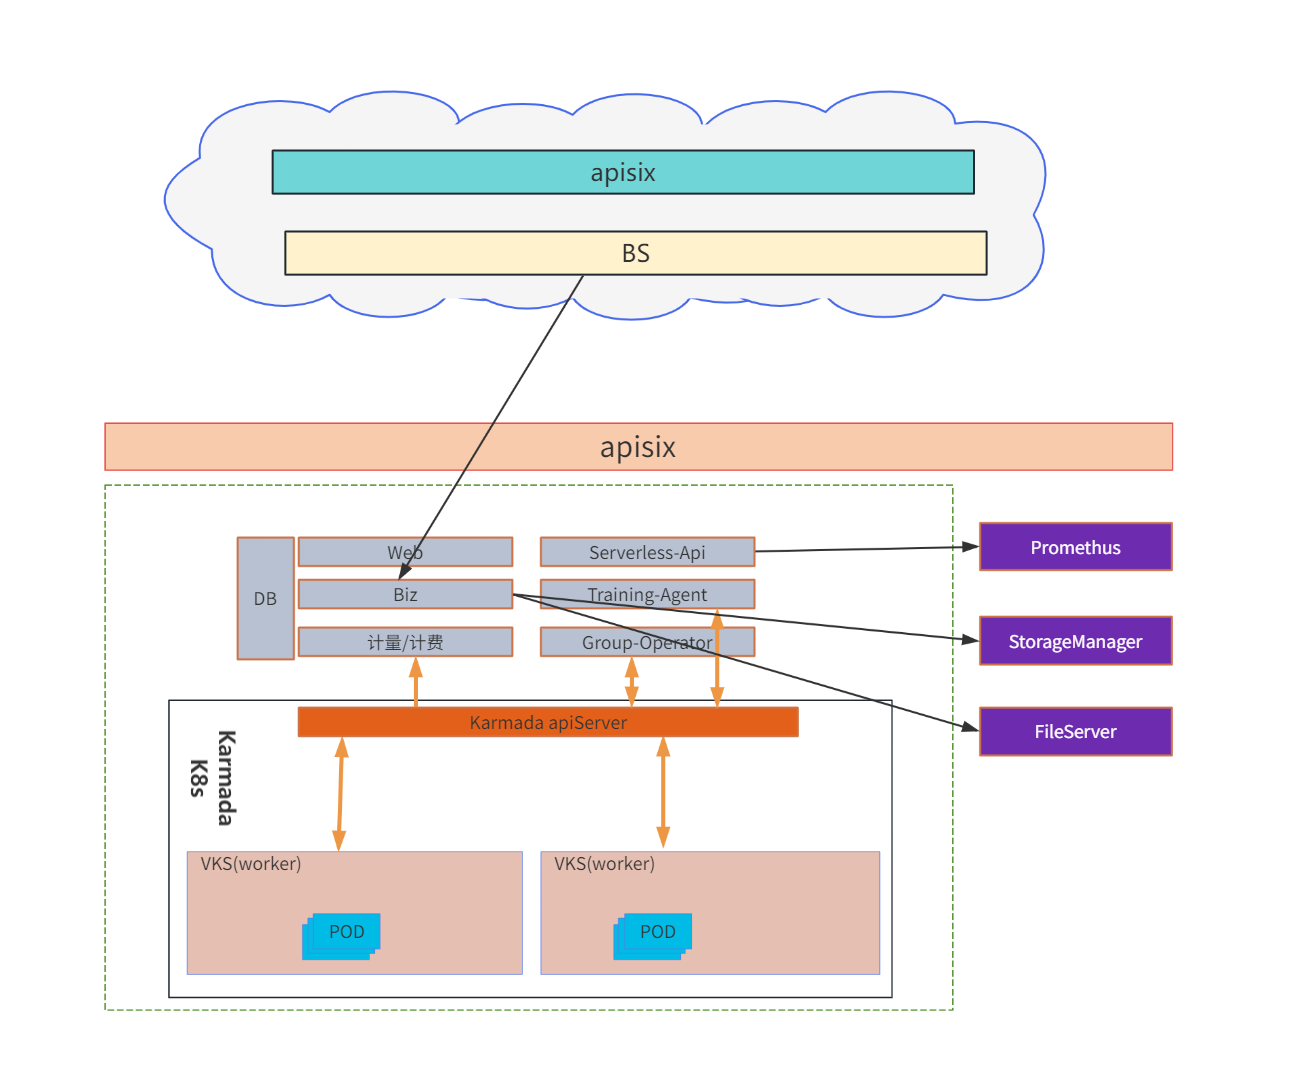 apisix
BS
apisix
DB
Web
Biz
计量/计费
Serverless-Api
Training-Agent
Group-Operator
Promethus
StorageManager
FileServer
Karmada apiServer
Karmada
K8s
VKS(worker)
POD
VKS(worker)
POD